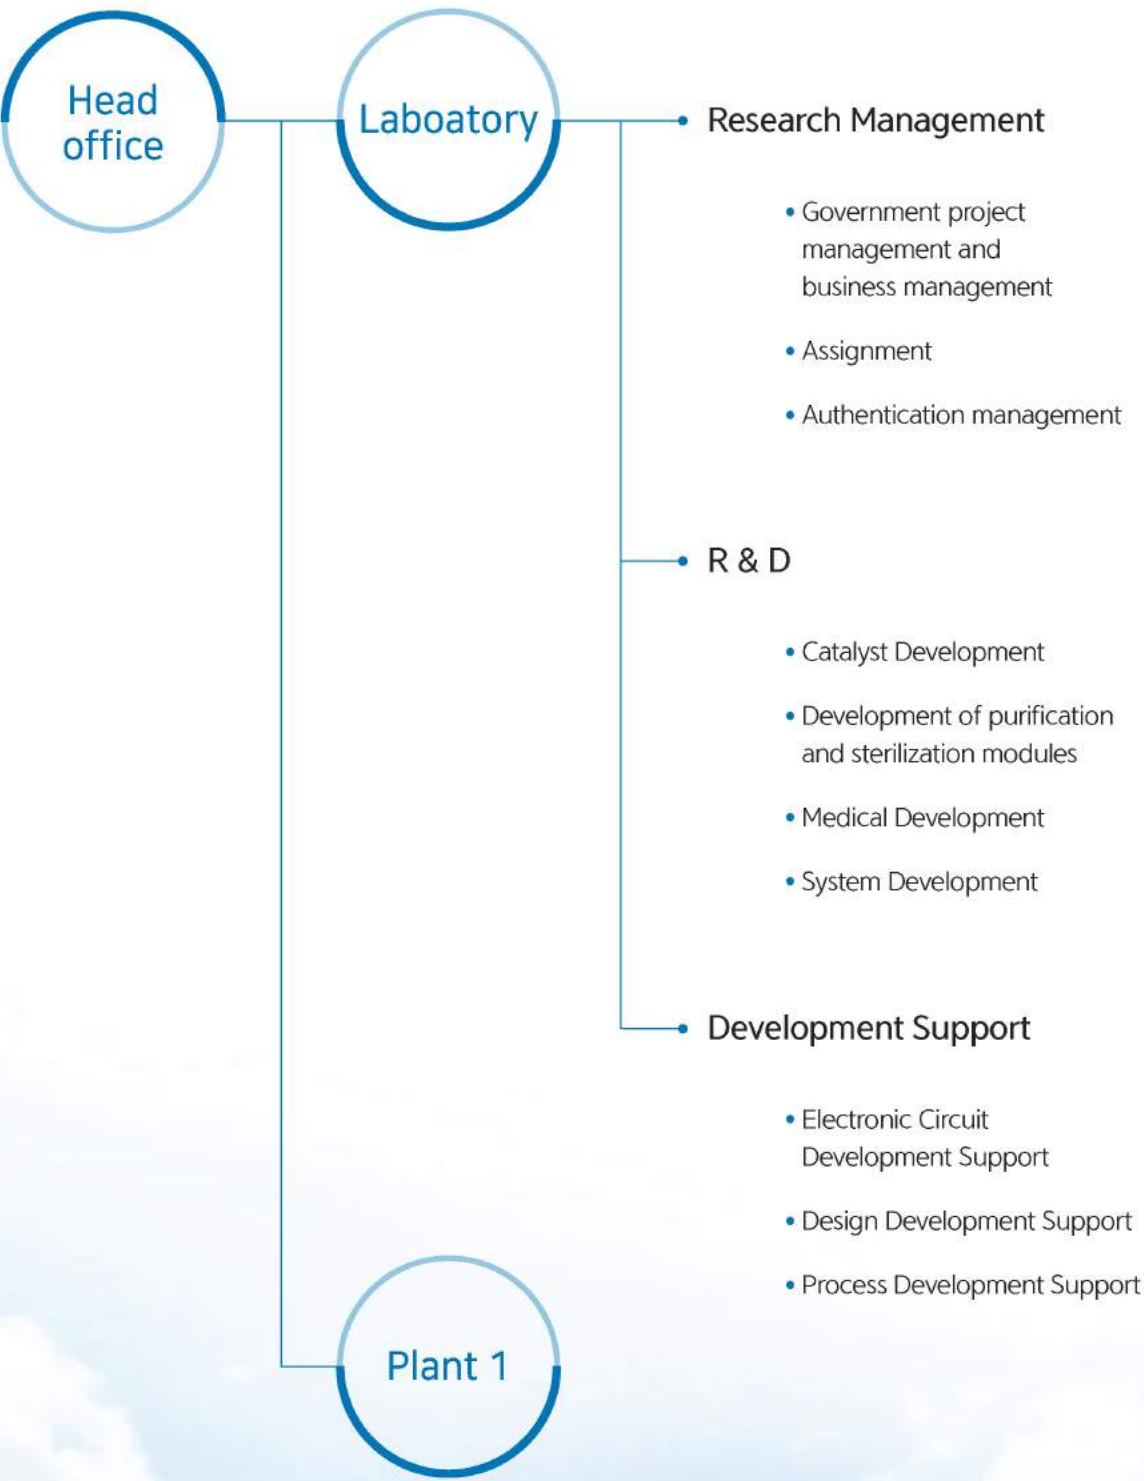 Head
office
Laboatory
Research Management
• Government project
management and
business management
• Assignment
• Authentication management
R & D
• Catalyst Development
• Development of purification
and sterilization modules
• Medical Development
• System Development
Development Support
• Electronic Circuit
Development Support
• Design Development Support
• Process Development Support
Plant 1